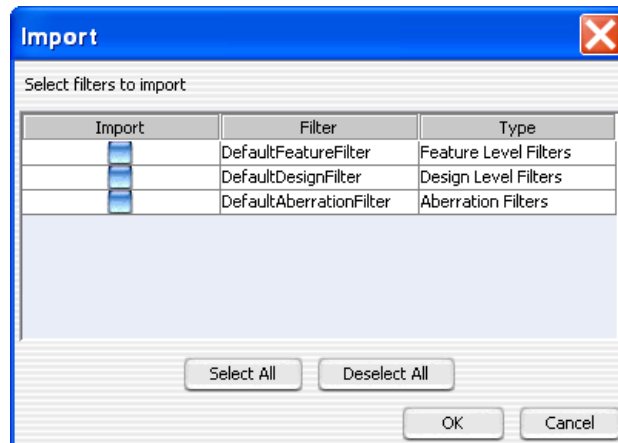 Import
Select filters to import
Import Filter Type
DefaultFeatureFilter Feature Level Filters
DefaultDesignFilter Design Level Filters
DefaultAberrationFilter Aberration Filters
Select All Deselect All
OK Cancel